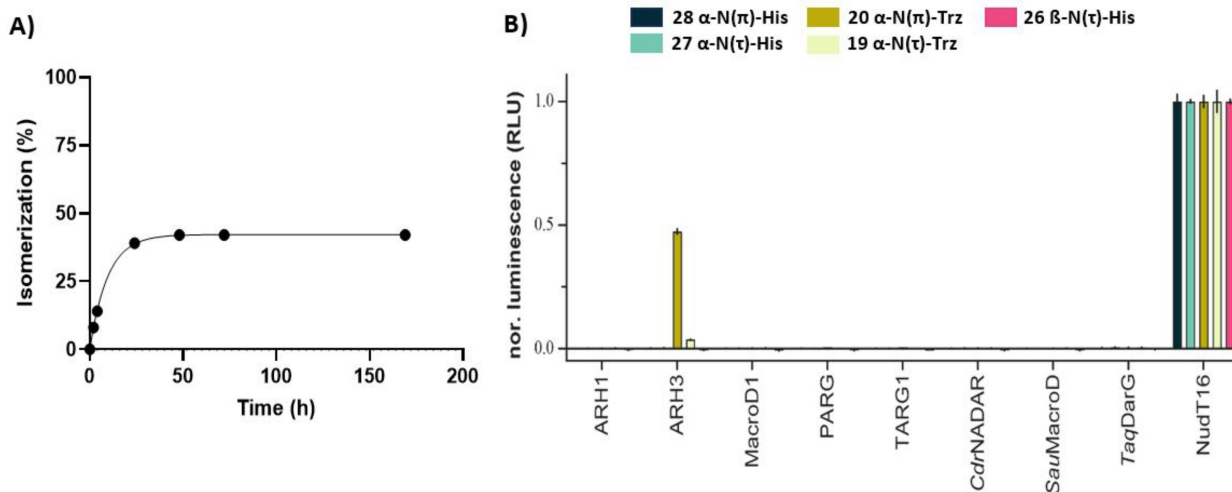 A)
Isomerization (%)
100
75
50
25
0
0 50 100 150 200
Time (h)
B)
28 α-N(π)-His 20 α-N(π)-Trz 26 ß-N(τ)-His
27 α-N(τ)-His 19 α-N(τ)-Trz
nor. luminescence (RLU)
1.0
0.5
0.0
ARH1
ARH3
MacroD1
PARG
TARG1
CdrNADAR
SauMacroD
TaqDarG
NudT16